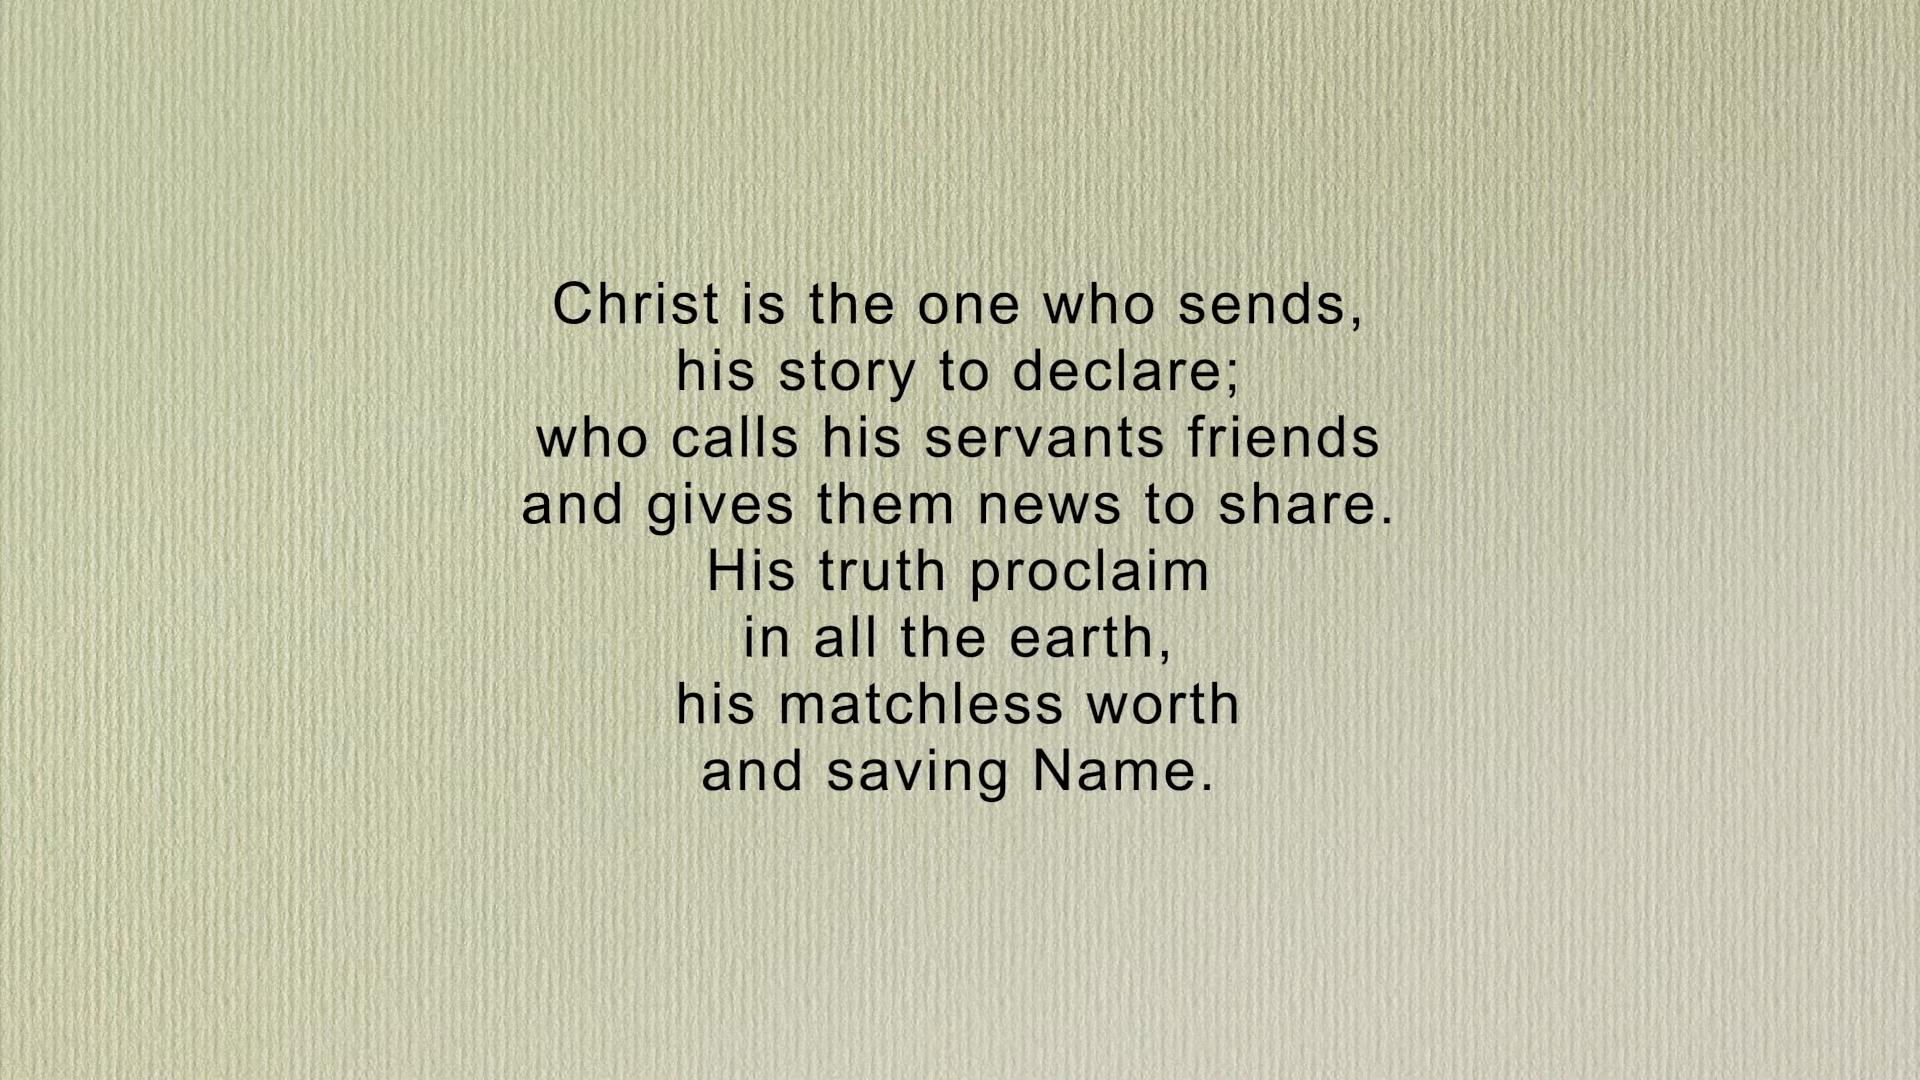 Christ is the one who sends,
his story to declare;
who calls his servants friends
and gives them news to share.
His truth proclaim
in all the earth,
his matchless worth
and saving Name.